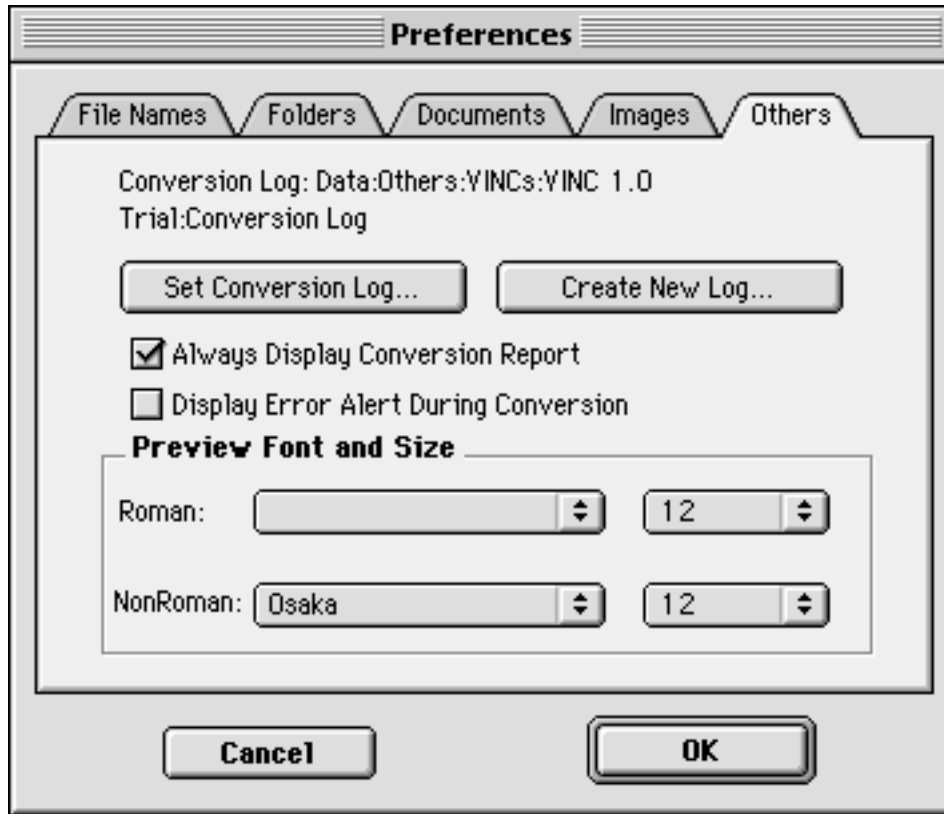 Preferences
File Names Folders Documents Images Others
Conversion Log: Data:Others:VINCs:VINC 1.0
Trial:Conversion Log
Set Conversion Log... Create New Log...
Always Display Conversion Report
Display Error Alert During Conversion
Preview Font and Size
Roman: 12
NonRoman: Osaka 12
Cancel OK